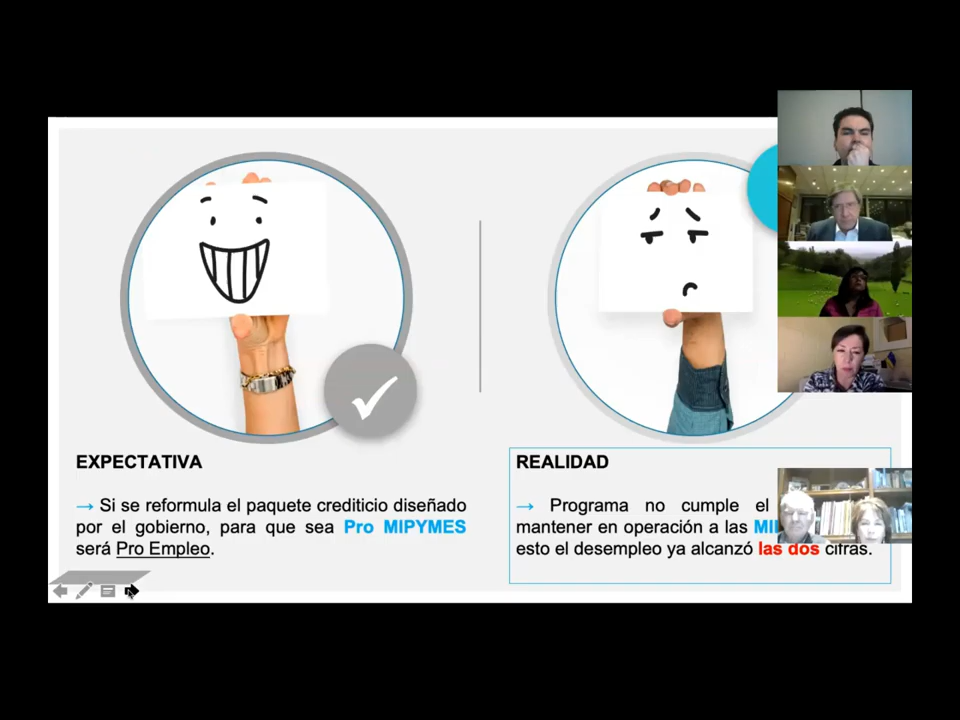 EXPECTATIVA
→ Si se reformula el paquete crediticio diseñado
por el gobierno, para que sea Pro MIPYMES
será Pro Empleo.
REALIDAD
→ Programa no cumple el
mantener en operación a las
esto el desempleo ya alcanzó las dos cifras.